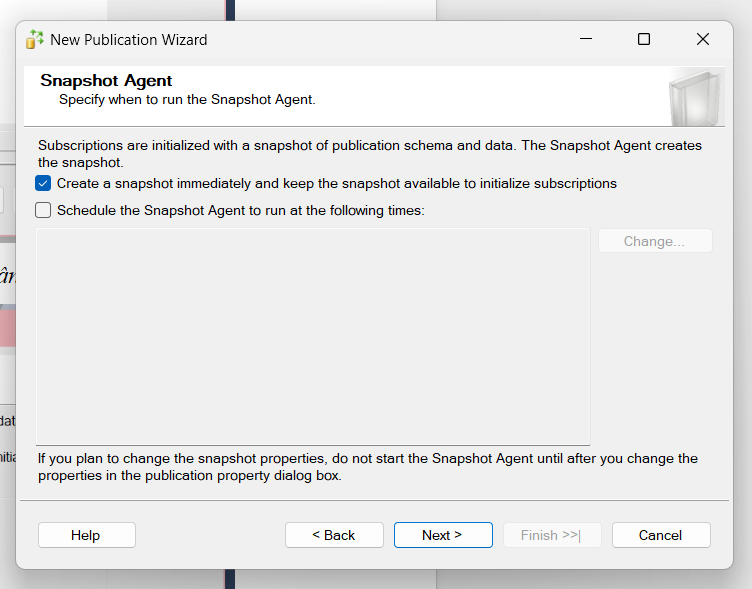 New Publication Wizard
Snapshot Agent
Specify when to run the Snapshot Agent.
Subscriptions are initialized with a snapshot of publication schema and data. The Snapshot Agent creates
the snapshot.
Create a snapshot immediately and keep the snapshot available to initialize subscriptions
Schedule the Snapshot Agent to run at the following times:
Change...
ân
dat
nitia
If you plan to change the snapshot properties, do not start the Snapshot Agent until after you change the
properties in the publication property dialog box.
Help
< Back
Next >
Finish >>|
Cancel